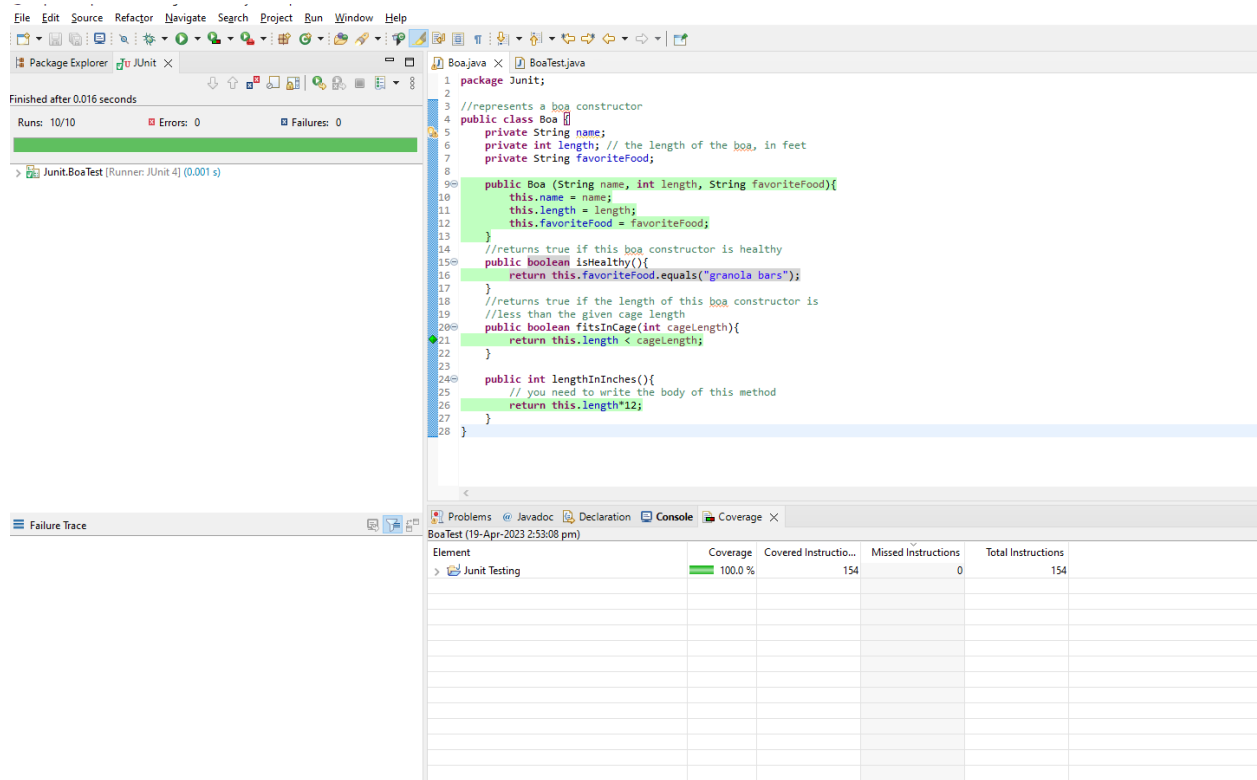 File Edit Source Refactor Navigate Search Project Run Window Help
Package Explorer JUnit
Finished after 0.016 seconds
Runs: 10/10 Errors: 0 Failures: 0
Junit.BoaTest [Runner: JUnit 4] (0.001 s)
Failure Trace
Boa.java BoaTest.java
1 package Junit;
2
3 //represents a boa constructor
4 public class Boa {
5 private String name;
6 private int length; // the length of the boa, in feet
7 private String favoriteFood;
8
9 public Boa (String name, int length, String favoriteFood){
10 this.name = name;
11 this.length = length;
12 this.favoriteFood = favoriteFood;
13 }
14 //returns true if this boa constructor is healthy
15 public boolean isHealthy(){
16 return this.favoriteFood.equals("granola bars");
17 }
18 //returns true if the length of this boa constructor is
19 //less than the given cage length
20 public boolean fitsInCage(int cageLength){
21 return this.length < cageLength;
22 }
23
24 public int lengthInInches(){
25 // you need to write the body of this method
26 return this.length*12;
27 }
28 }
Problems Javadoc Declaration Console Coverage
BoaTest (19-Apr-2023 2:53:08 pm)
Element Coverage Covered Instructio... Missed Instructions Total Instructions
Junit Testing 100.0 % 154 0 154